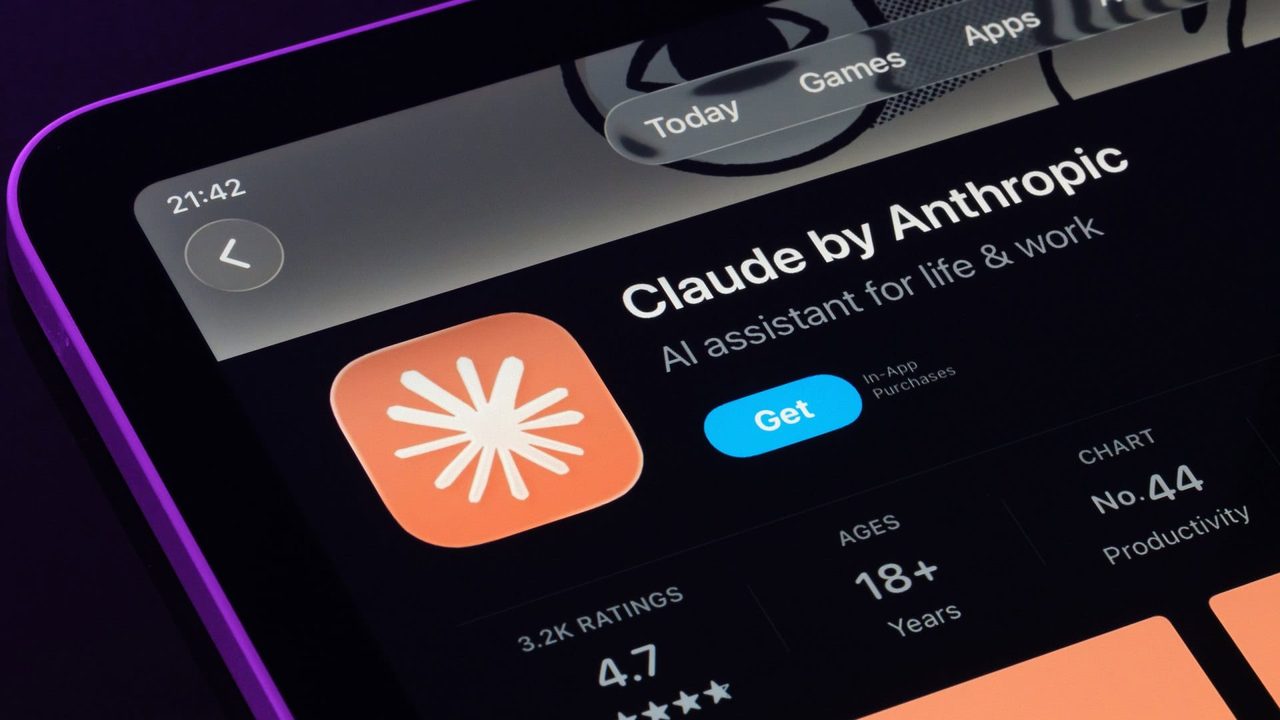 Today
Games
Apps
21:42
Claude by Anthropic
AI assistant for life & work
Get
In-App
Purchases
3.2K RATINGS
4.7
AGES
18+
Years
CHART
No.44
Productivity